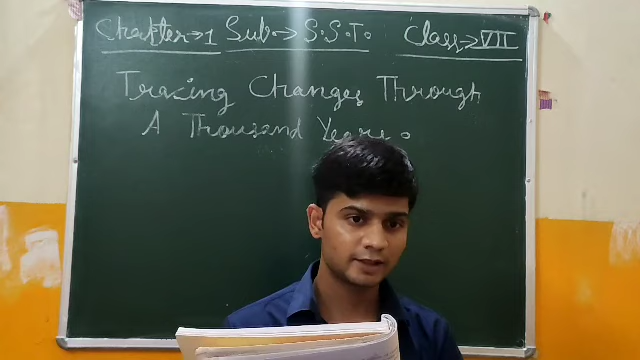 Chapter→1 Sub.→ S.S.T. Class→VII
Tracing Changes Through
A Thousand Years.